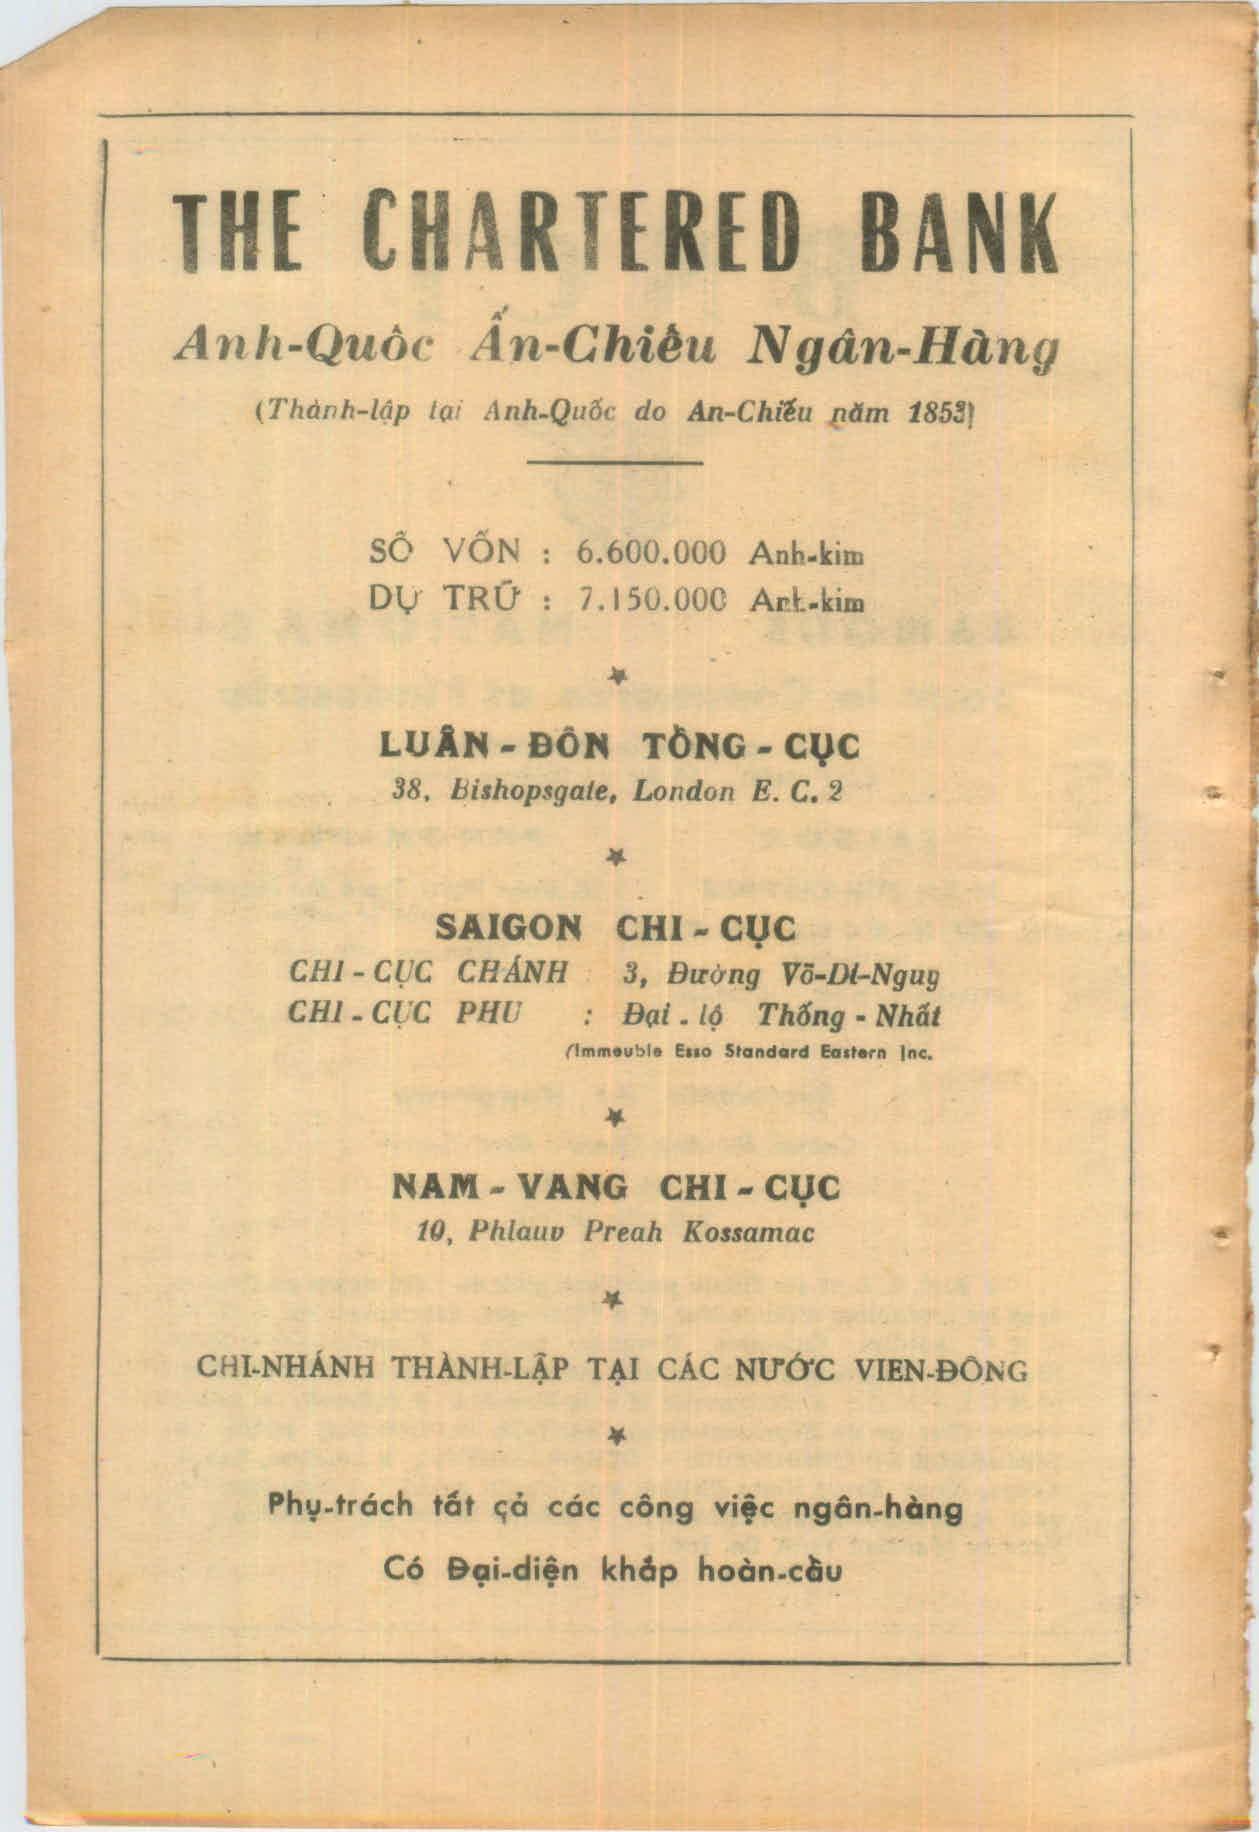 THE CHARTERED BANK
Anh-Quôc Ấn-Chiếu Ngân-Hàng
(Thành-lập tại Anh-Quốc do An-Chiếu năm 1853)
SÔ VỐN : 6.600.000 Anh-kim
DỰ TRỮ : 7.150.000 Anh-kim
LUÂN - ĐÔN TỔNG - CỤC
38, Bishopsgate, London E. C. 2
SAIGON CHI - CỤC
CHI - CỤC CHÁNH : 3, Đường Võ-Di-Nguy
CHI - CỤC PHU : Đại - lộ Thống - Nhất
(Immeuble Esso Standard Eastern Inc.
NAM - VANG CHI - CỤC
10, Phlauv Preah Kossamac
CHI-NHÁNH THÀNH-LẬP TẠI CÁC NƯỚC VIEN-ĐÔNG
Phụ-trách tất cả các công việc ngân-hàng
Có Đại-diện khắp hoàn-cầu